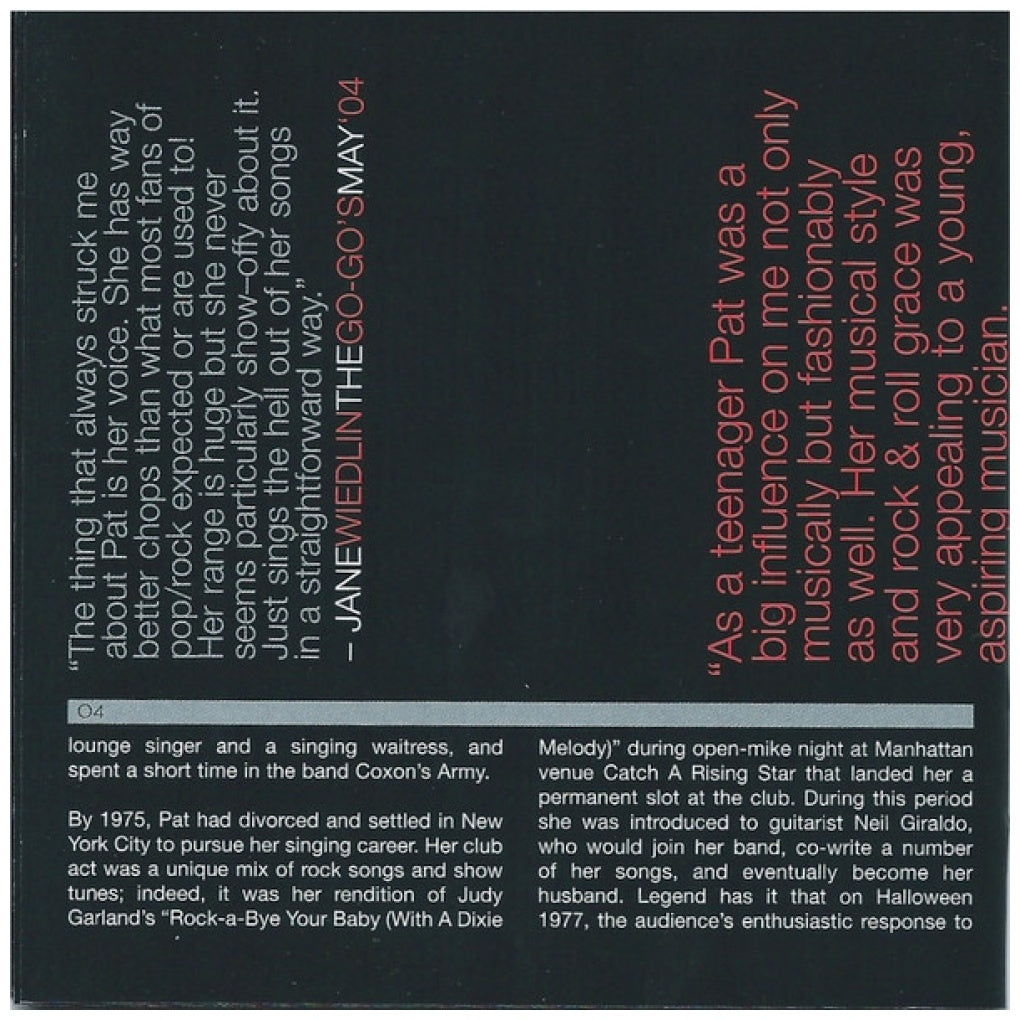 “The thing that always struck me
about Pat is her voice. She has way
better chops than what most fans of
pop/rock expected or are used to!
Her range is huge but she never
seems particularly show–offy about it.
Just sings the hell out of her songs
in a straightforward way.”
– JANEWIEDLINTHEGO-GO’SMAY‘04
“As a teenager Pat was a
big influence on me not only
musically but fashionably
as well. Her musical style
and rock & roll grace was
very appealing to a young,
aspiring musician.
04
lounge singer and a singing waitress, and
spent a short time in the band Coxon’s Army.
By 1975, Pat had divorced and settled in New
York City to pursue her singing career. Her club
act was a unique mix of rock songs and show
tunes; indeed, it was her rendition of Judy
Garland’s “Rock-a-Bye Your Baby (With A Dixie
Melody)” during open-mike night at Manhattan
venue Catch A Rising Star that landed her a
permanent slot at the club. During this period
she was introduced to guitarist Neil Giraldo,
who would join her band, co-write a number
of her songs, and eventually become her
husband. Legend has it that on Halloween
1977, the audience’s enthusiastic response to